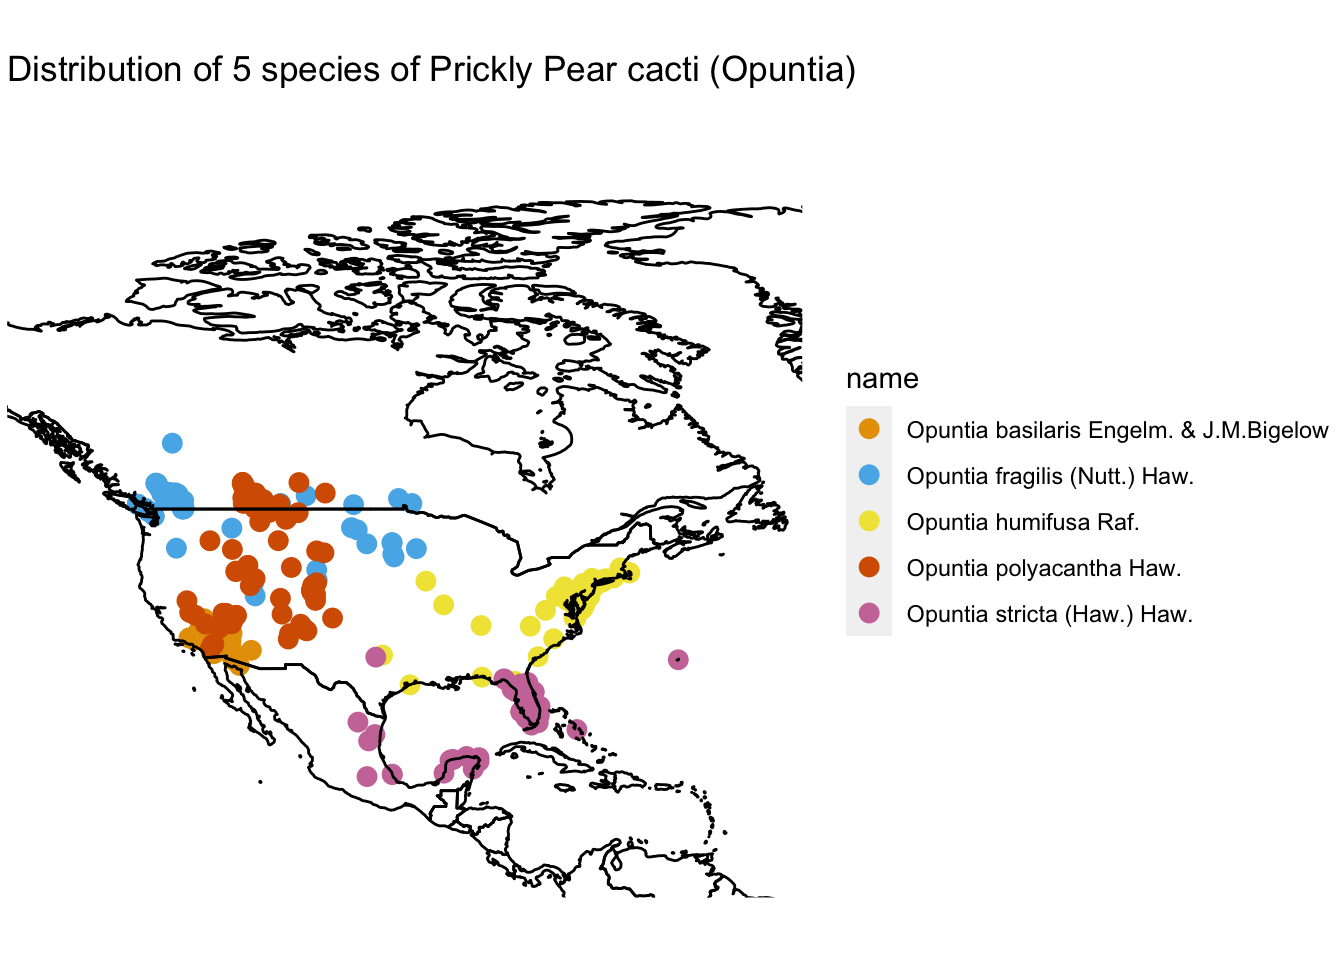 Distribution of 5 species of Prickly Pear cacti (Opuntia)
name
Opuntia basilaris Engelm. & J.M.Bigelow
Opuntia fragilis (Nutt.) Haw.
Opuntia humifusa Raf.
Opuntia polyacantha Haw.
Opuntia stricta (Haw.) Haw.